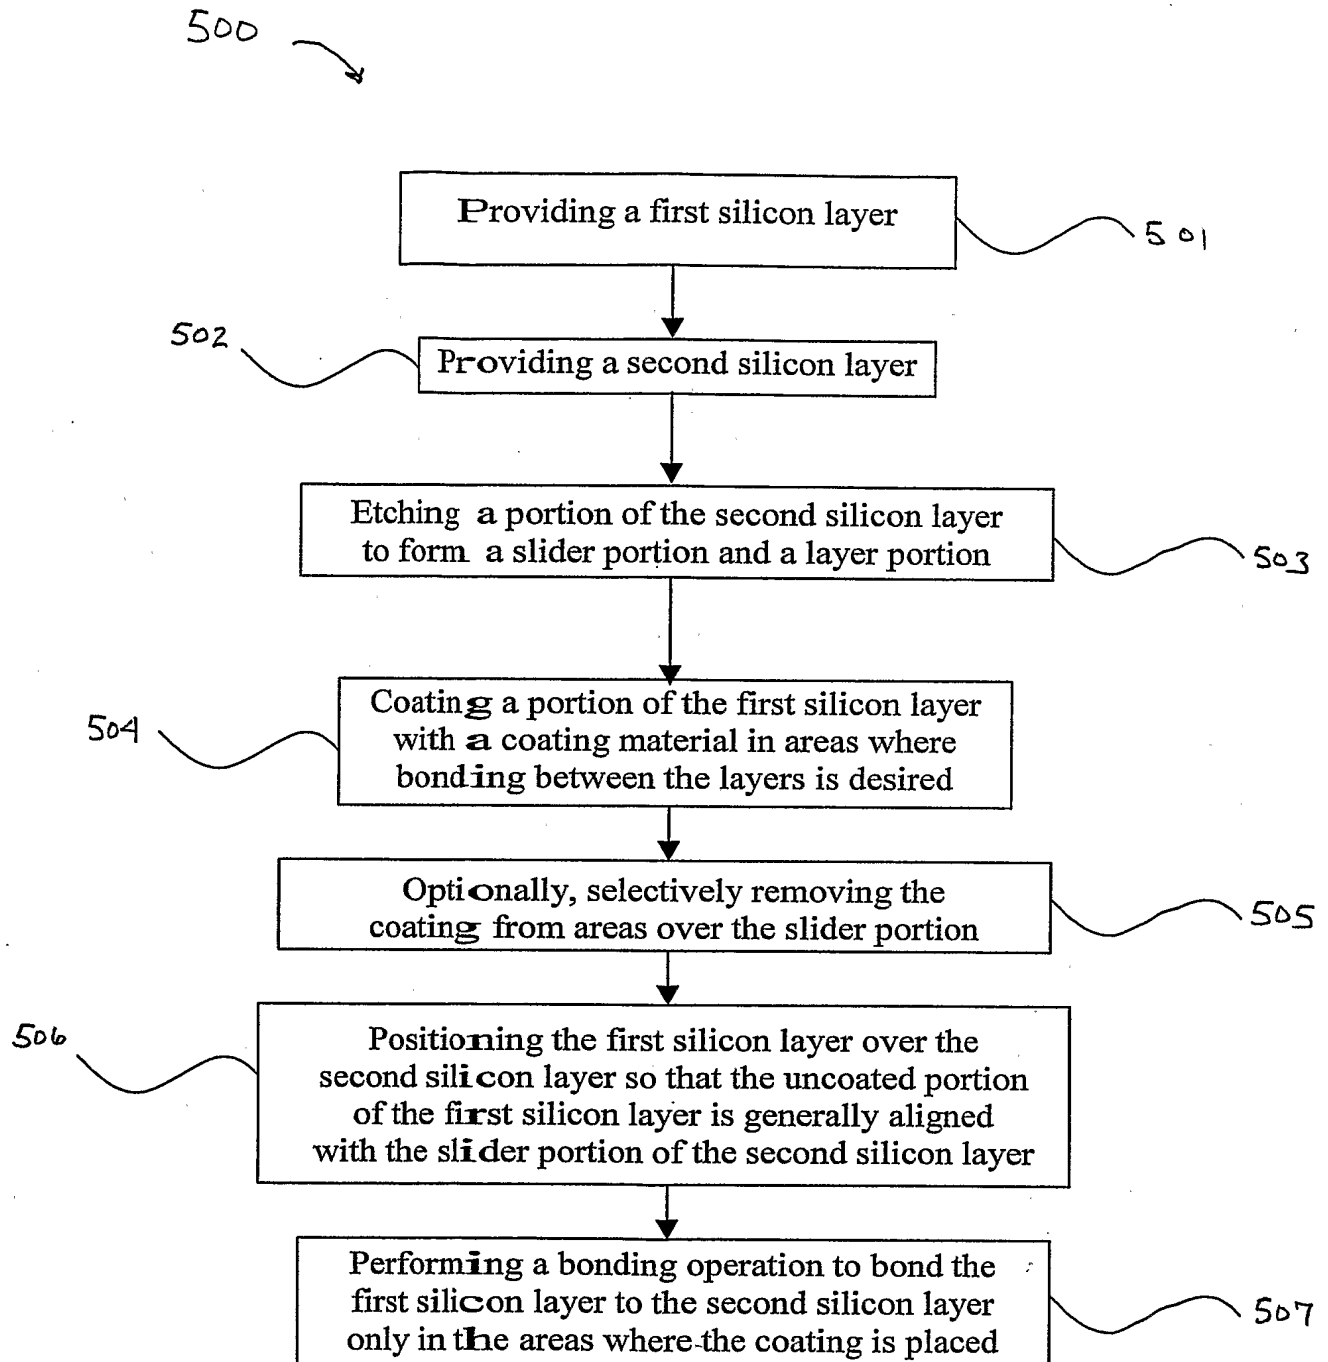 500
Providing a first silicon layer
501
502
Providing a second silicon layer
Etching a portion of the second silicon layer
to form a slider portion and a layer portion
503
Coating a portion of the first silicon layer
with a coating material in areas where
bonding between the layers is desired
504
Optionally, selectively removing the
coating from areas over the slider portion
505
506
Positioning the first silicon layer over the
second silicon layer so that the uncoated portion
of the first silicon layer is generally aligned
with the slider portion of the second silicon layer
Performing a bonding operation to bond the
first silicon layer to the second silicon layer
only in the areas where the coating is placed
507